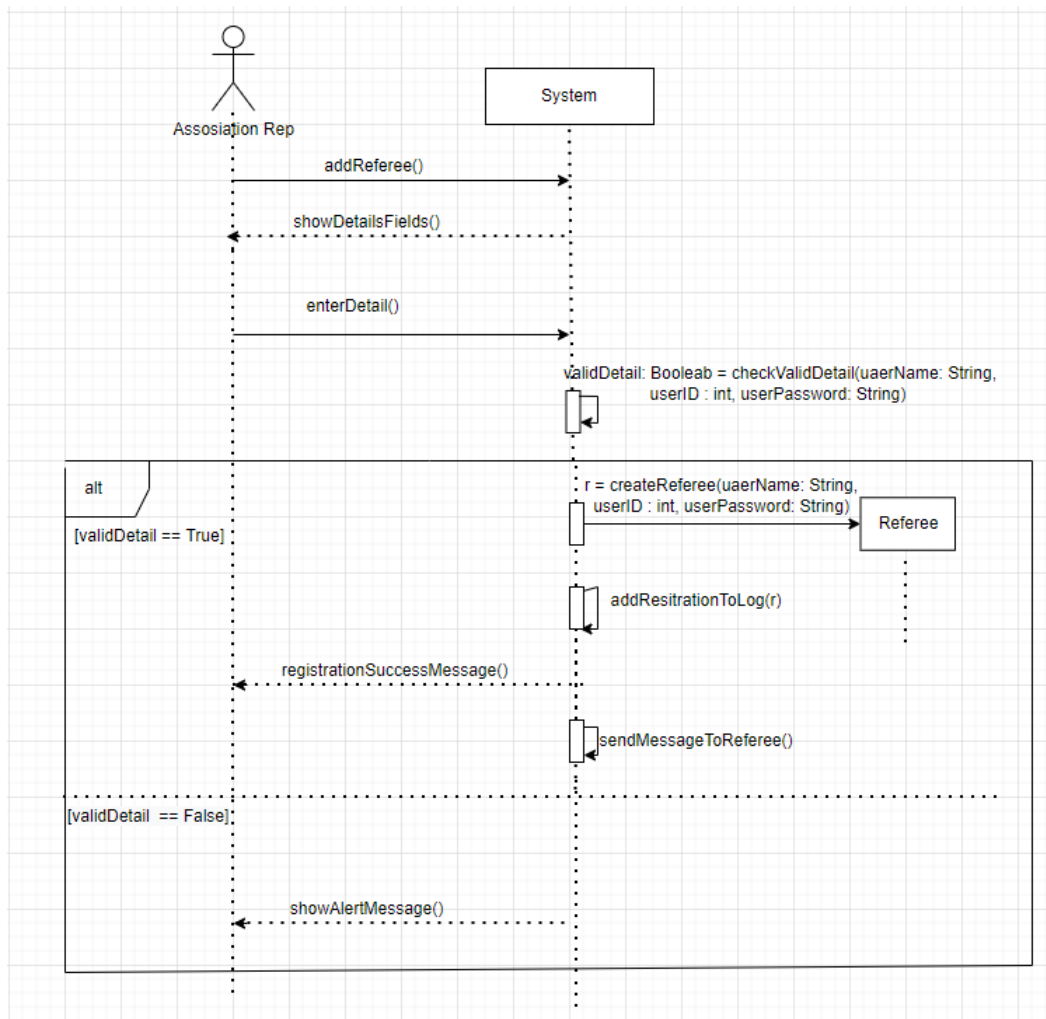 Assosiation Rep
System
addReferee()
showDetailsFields()
enterDetail()
validDetail: Booleab = checkValidDetail(uaerName: String,
userID : int, userPassword: String)
alt
[validDetail == True]
r = createReferee(uaerName: String,
userID : int, userPassword: String)
Referee
addResitrationToLog(r)
registrationSuccessMessage()
sendMessageToReferee()
[validDetail == False]
showAlertMessage()